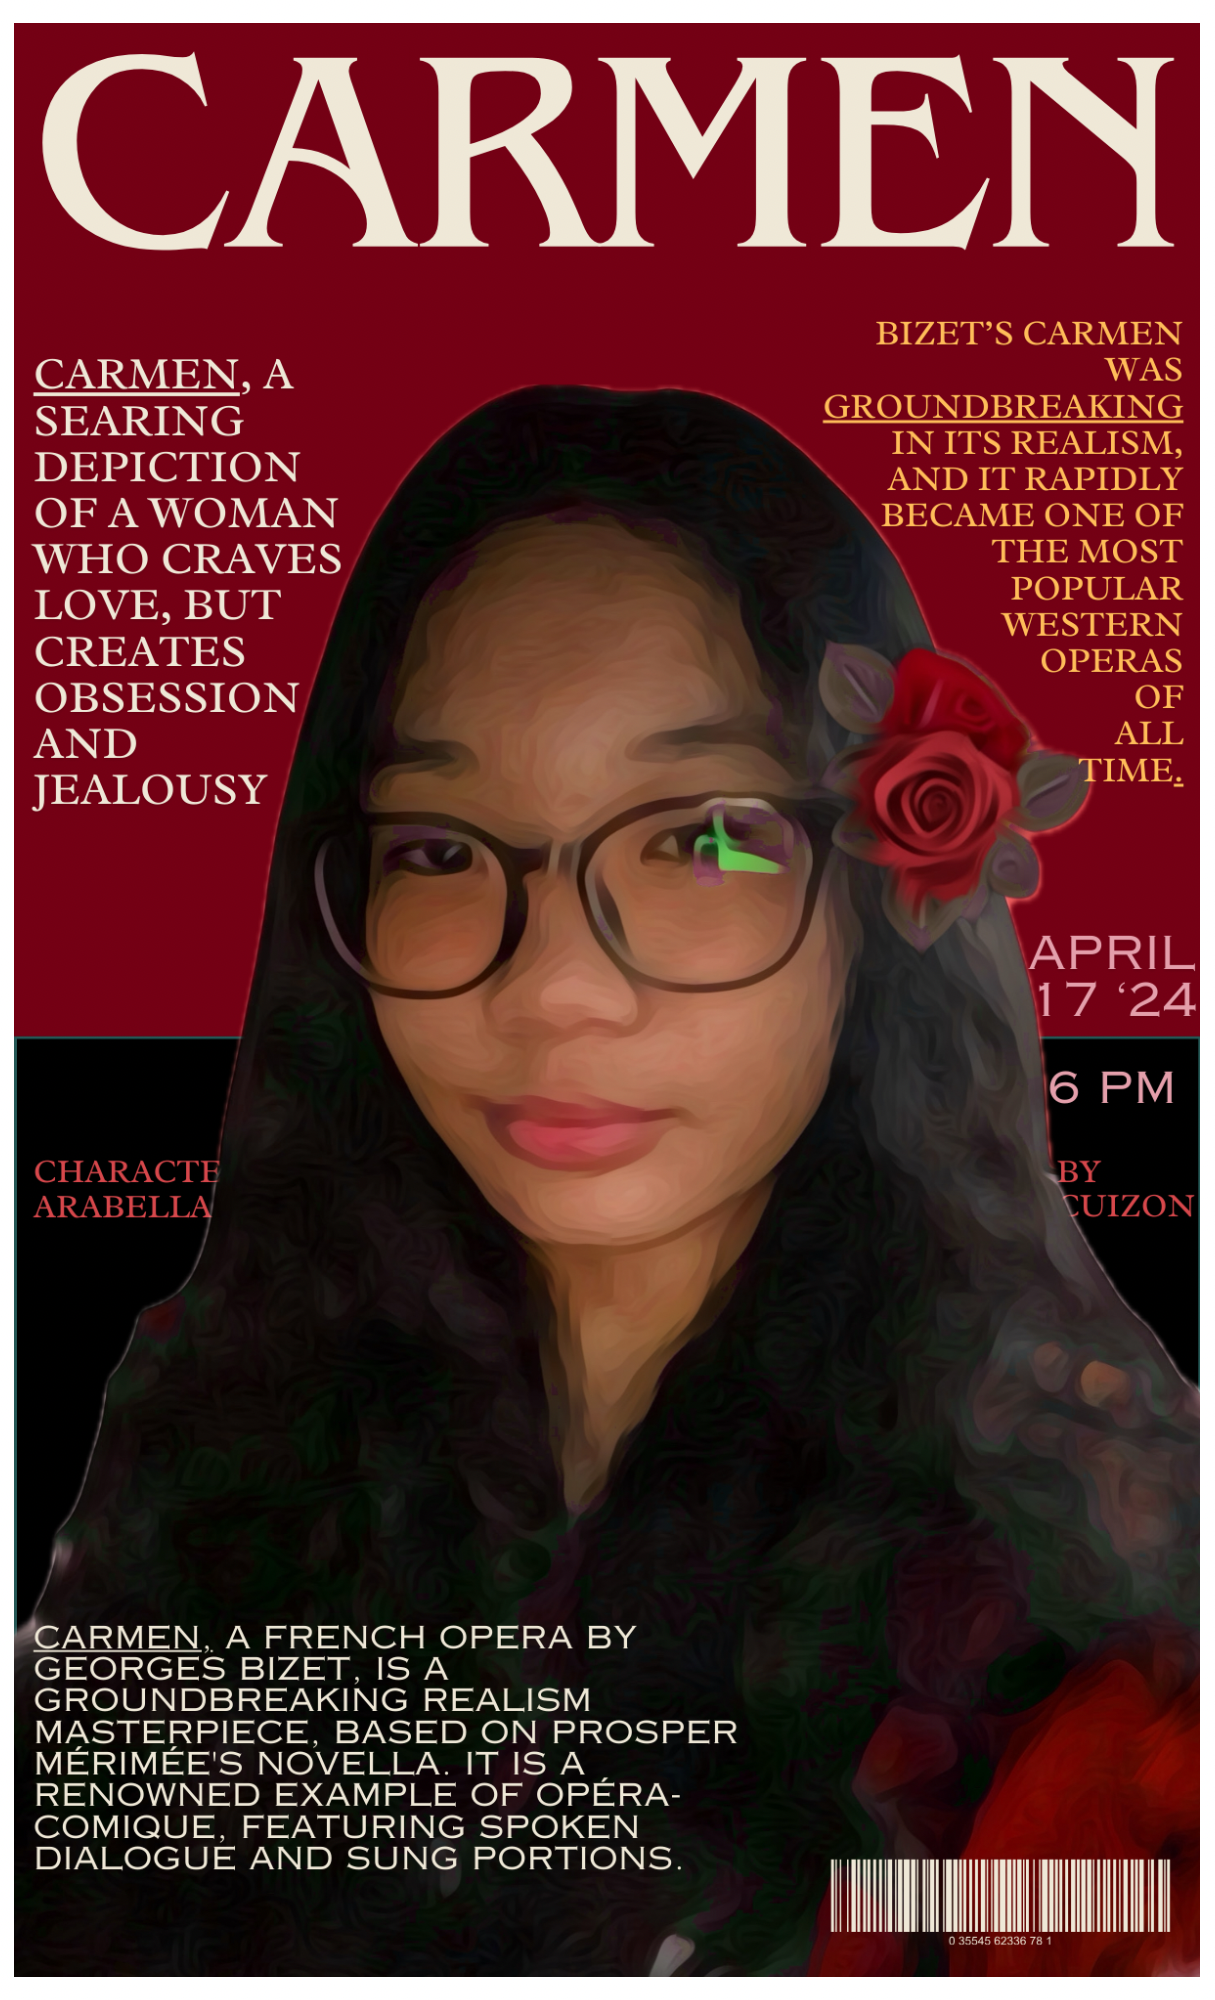 CARMEN
CARMEN, A
SEARING
DEPICTION
OF A WOMAN
WHO CRAVES
LOVE, BUT
CREATES
OBSESSION
AND
JEALOUSY
BIZET’S CARMEN
WAS
GROUNDBREAKING
IN ITS REALISM,
AND IT RAPIDLY
BECAME ONE OF
THE MOST
POPULAR
WESTERN
OPERAS
OF
ALL
TIME.
APRIL
17 ‘24
6 PM
CHARACTE BY
ARABELLA CUIZON
CARMEN, A FRENCH OPERA BY
GEORGES BIZET, IS A
GROUNDBREAKING REALISM
MASTERPIECE, BASED ON PROSPER
MÉRIMÉE'S NOVELLA. IT IS A
RENOWNED EXAMPLE OF OPÉRA-
COMIQUE, FEATURING SPOKEN
DIALOGUE AND SUNG PORTIONS.
0 35545 62336 78 1